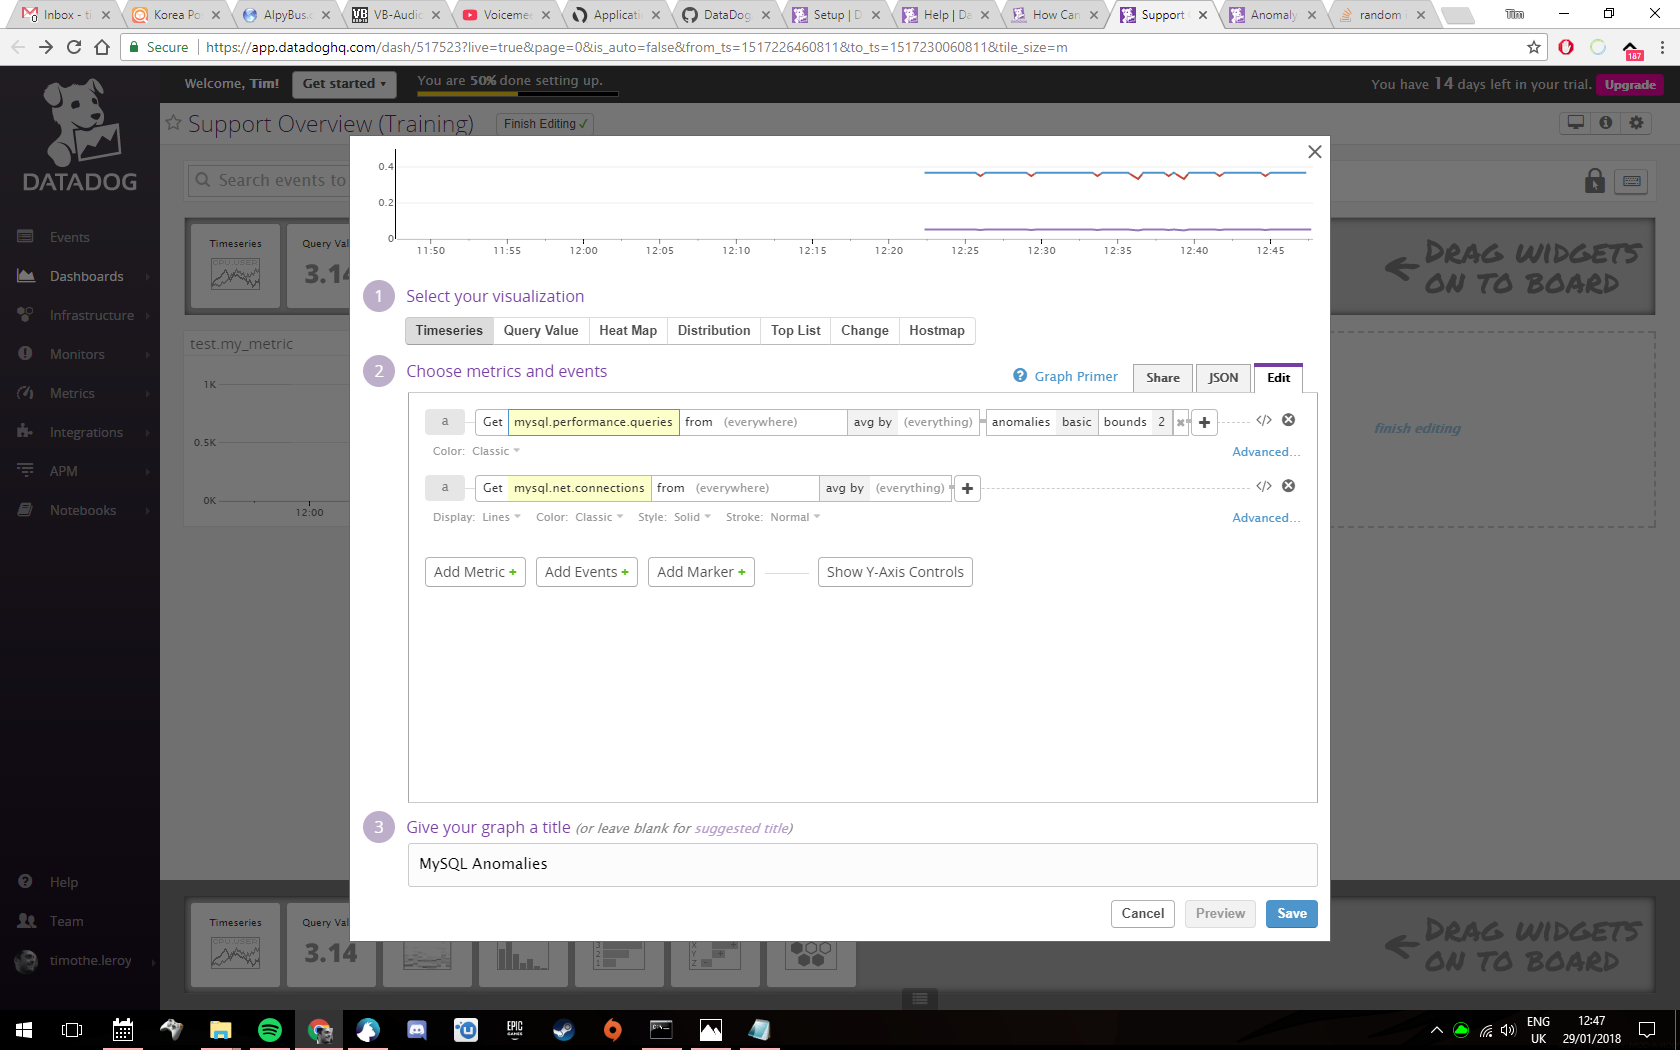 Inbox - ti
Korea Po
AlpyBus.c
VB-Audio
Voicemee
Applicati
DataDog
Setup | D
Help | Da
How Can
Support
Anomaly
random i
Tim
Secure
https://app.datadoghq.com/dash/517523?live=true&page=0&is_auto=false&from_ts=1517226460811&to_ts=1517230060811&tile_size=m
187
Welcome, Tim!
Get started
You are 50% done setting up.
You have 14 days left in your trial.
Upgrade
DATADOG
Support Overview (Training)
Finish Editing ✓
Search events to
Events
Dashboards
Infrastructure
Monitors
Metrics
Integrations
APM
Notebooks
Help
Team
timothe.leroy
Timeseries
CPU.USER
Query Val
3.14
DRAG WIDGETS
ON TO BOARD
test.my_metric
1K
0.5K
0K
12:00
finish editing
0.4
0.2
0
11:50 11:55 12:00 12:05 12:10 12:15 12:20 12:25 12:30 12:35 12:40 12:45
1 Select your visualization
Timeseries Query Value Heat Map Distribution Top List Change Hostmap
2 Choose metrics and events
Graph Primer Share JSON Edit
a Get mysql.performance.queries from (everywhere) avg by (everything) anomalies basic bounds 2 + </>
Color: Classic Advanced...
a Get mysql.net.connections from (everywhere) avg by (everything) + </>
Display: Lines Color: Classic Style: Solid Stroke: Normal Advanced...
Add Metric + Add Events + Add Marker + Show Y-Axis Controls
3 Give your graph a title (or leave blank for suggested title)
MySQL Anomalies
Cancel Preview Save
Timeseries
CPU.USER
Query Val
3.14
DRAG WIDGETS
ON TO BOARD
EPIC
GAMES
ENG
UK
12:47
29/01/2018